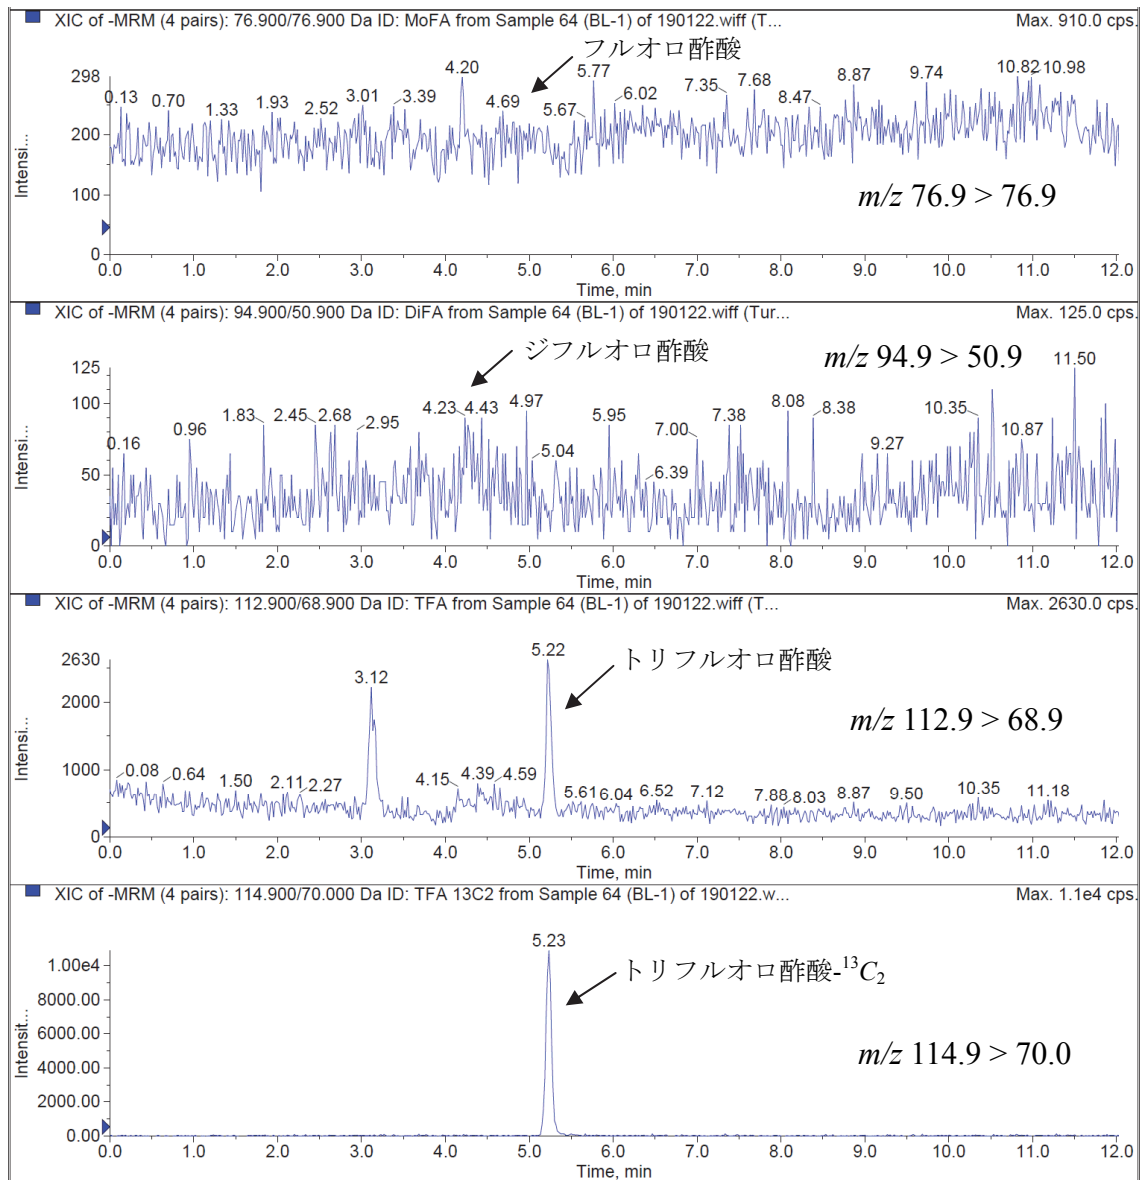 XIC of -MRM (4 pairs): 76.900/76.900 Da ID: MoFA from Sample 64 (BL-1) of 190122.wiff (T... Max. 910.0 cps.
フルオロ酢酸
298 200 100 0
Intensi...
0.13 0.70 1.33 1.93 2.52 3.01 3.39 4.20 4.69 5.67 5.77 6.02 7.35 7.68 8.47 8.87 9.74 10.82 10.98
m/z 76.9 > 76.9
0.0 1.0 2.0 3.0 4.0 5.0 6.0 7.0 8.0 9.0 10.0 11.0 12.0
Time, min
XIC of -MRM (4 pairs): 94.900/50.900 Da ID: DiFA from Sample 64 (BL-1) of 190122.wiff (Tur... Max. 125.0 cps.
ジフルオロ酢酸
m/z 94.9 > 50.9
125 100 50 0
Intensi...
0.16 0.96 1.83 2.45 2.68 2.95 4.23 4.43 4.97 5.04 5.95 6.39 7.00 7.38 8.08 8.38 9.27 10.35 10.87 11.50
0.0 1.0 2.0 3.0 4.0 5.0 6.0 7.0 8.0 9.0 10.0 11.0 12.0
Time, min
XIC of -MRM (4 pairs): 112.900/68.900 Da ID: TFA from Sample 64 (BL-1) of 190122.wiff (T... Max. 2630.0 cps.
トリフルオロ酢酸
2630 2000 1000 0
Intensi...
0.08 0.64 1.50 2.11 2.27 3.12 4.15 4.39 4.59 5.22 5.61 6.04 6.52 7.12 7.88 8.03 8.87 9.50 10.35 11.18
m/z 112.9 > 68.9
0.0 1.0 2.0 3.0 4.0 5.0 6.0 7.0 8.0 9.0 10.0 11.0 12.0
Time, min
XIC of -MRM (4 pairs): 114.900/70.000 Da ID: TFA 13C2 from Sample 64 (BL-1) of 190122.w... Max. 1.1e4 cps.
5.23
トリフルオロ酢酸-¹³C₂
1.00e4 8000.00 6000.00 4000.00 2000.00 0.00
Intensit...
m/z 114.9 > 70.0
0.0 1.0 2.0 3.0 4.0 5.0 6.0 7.0 8.0 9.0 10.0 11.0 12.0
Time, min